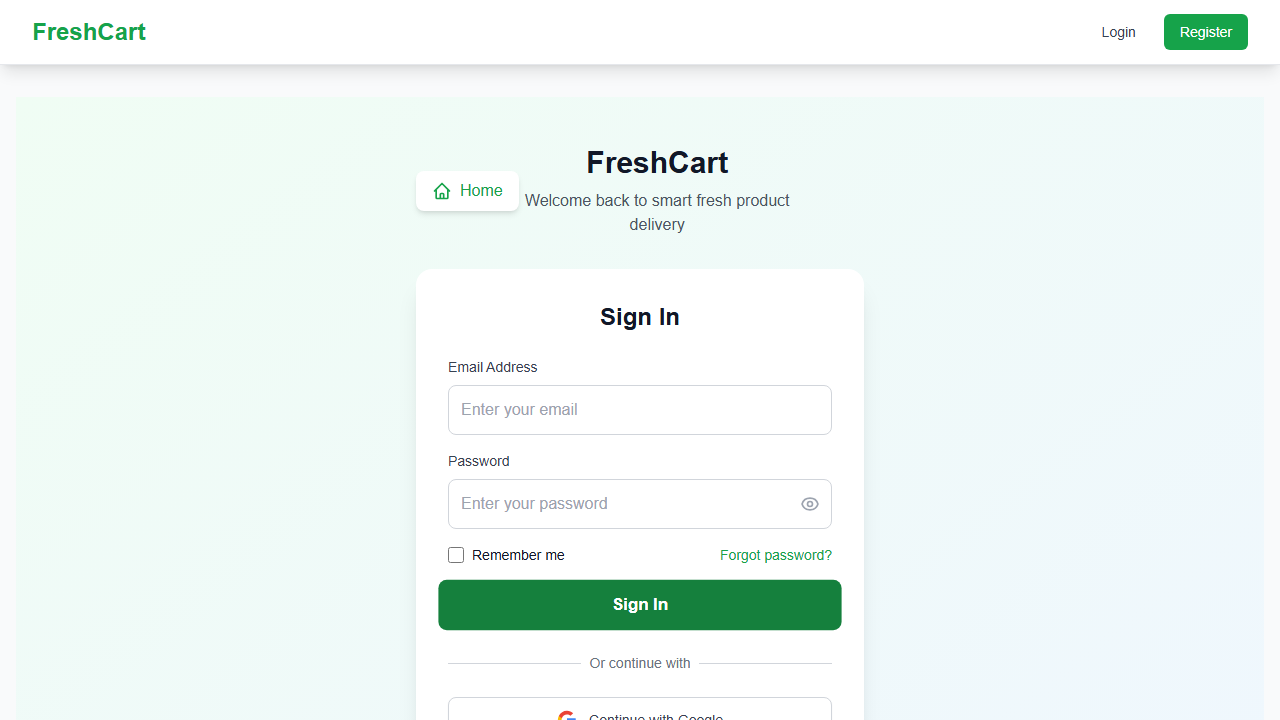 FreshCart
Login
Register
FreshCart
Home
Welcome back to smart fresh product
delivery
Sign In
Email Address
Enter your email
Password
Enter your password
Remember me
Forgot password?
Sign In
Or continue with
Continue with Google